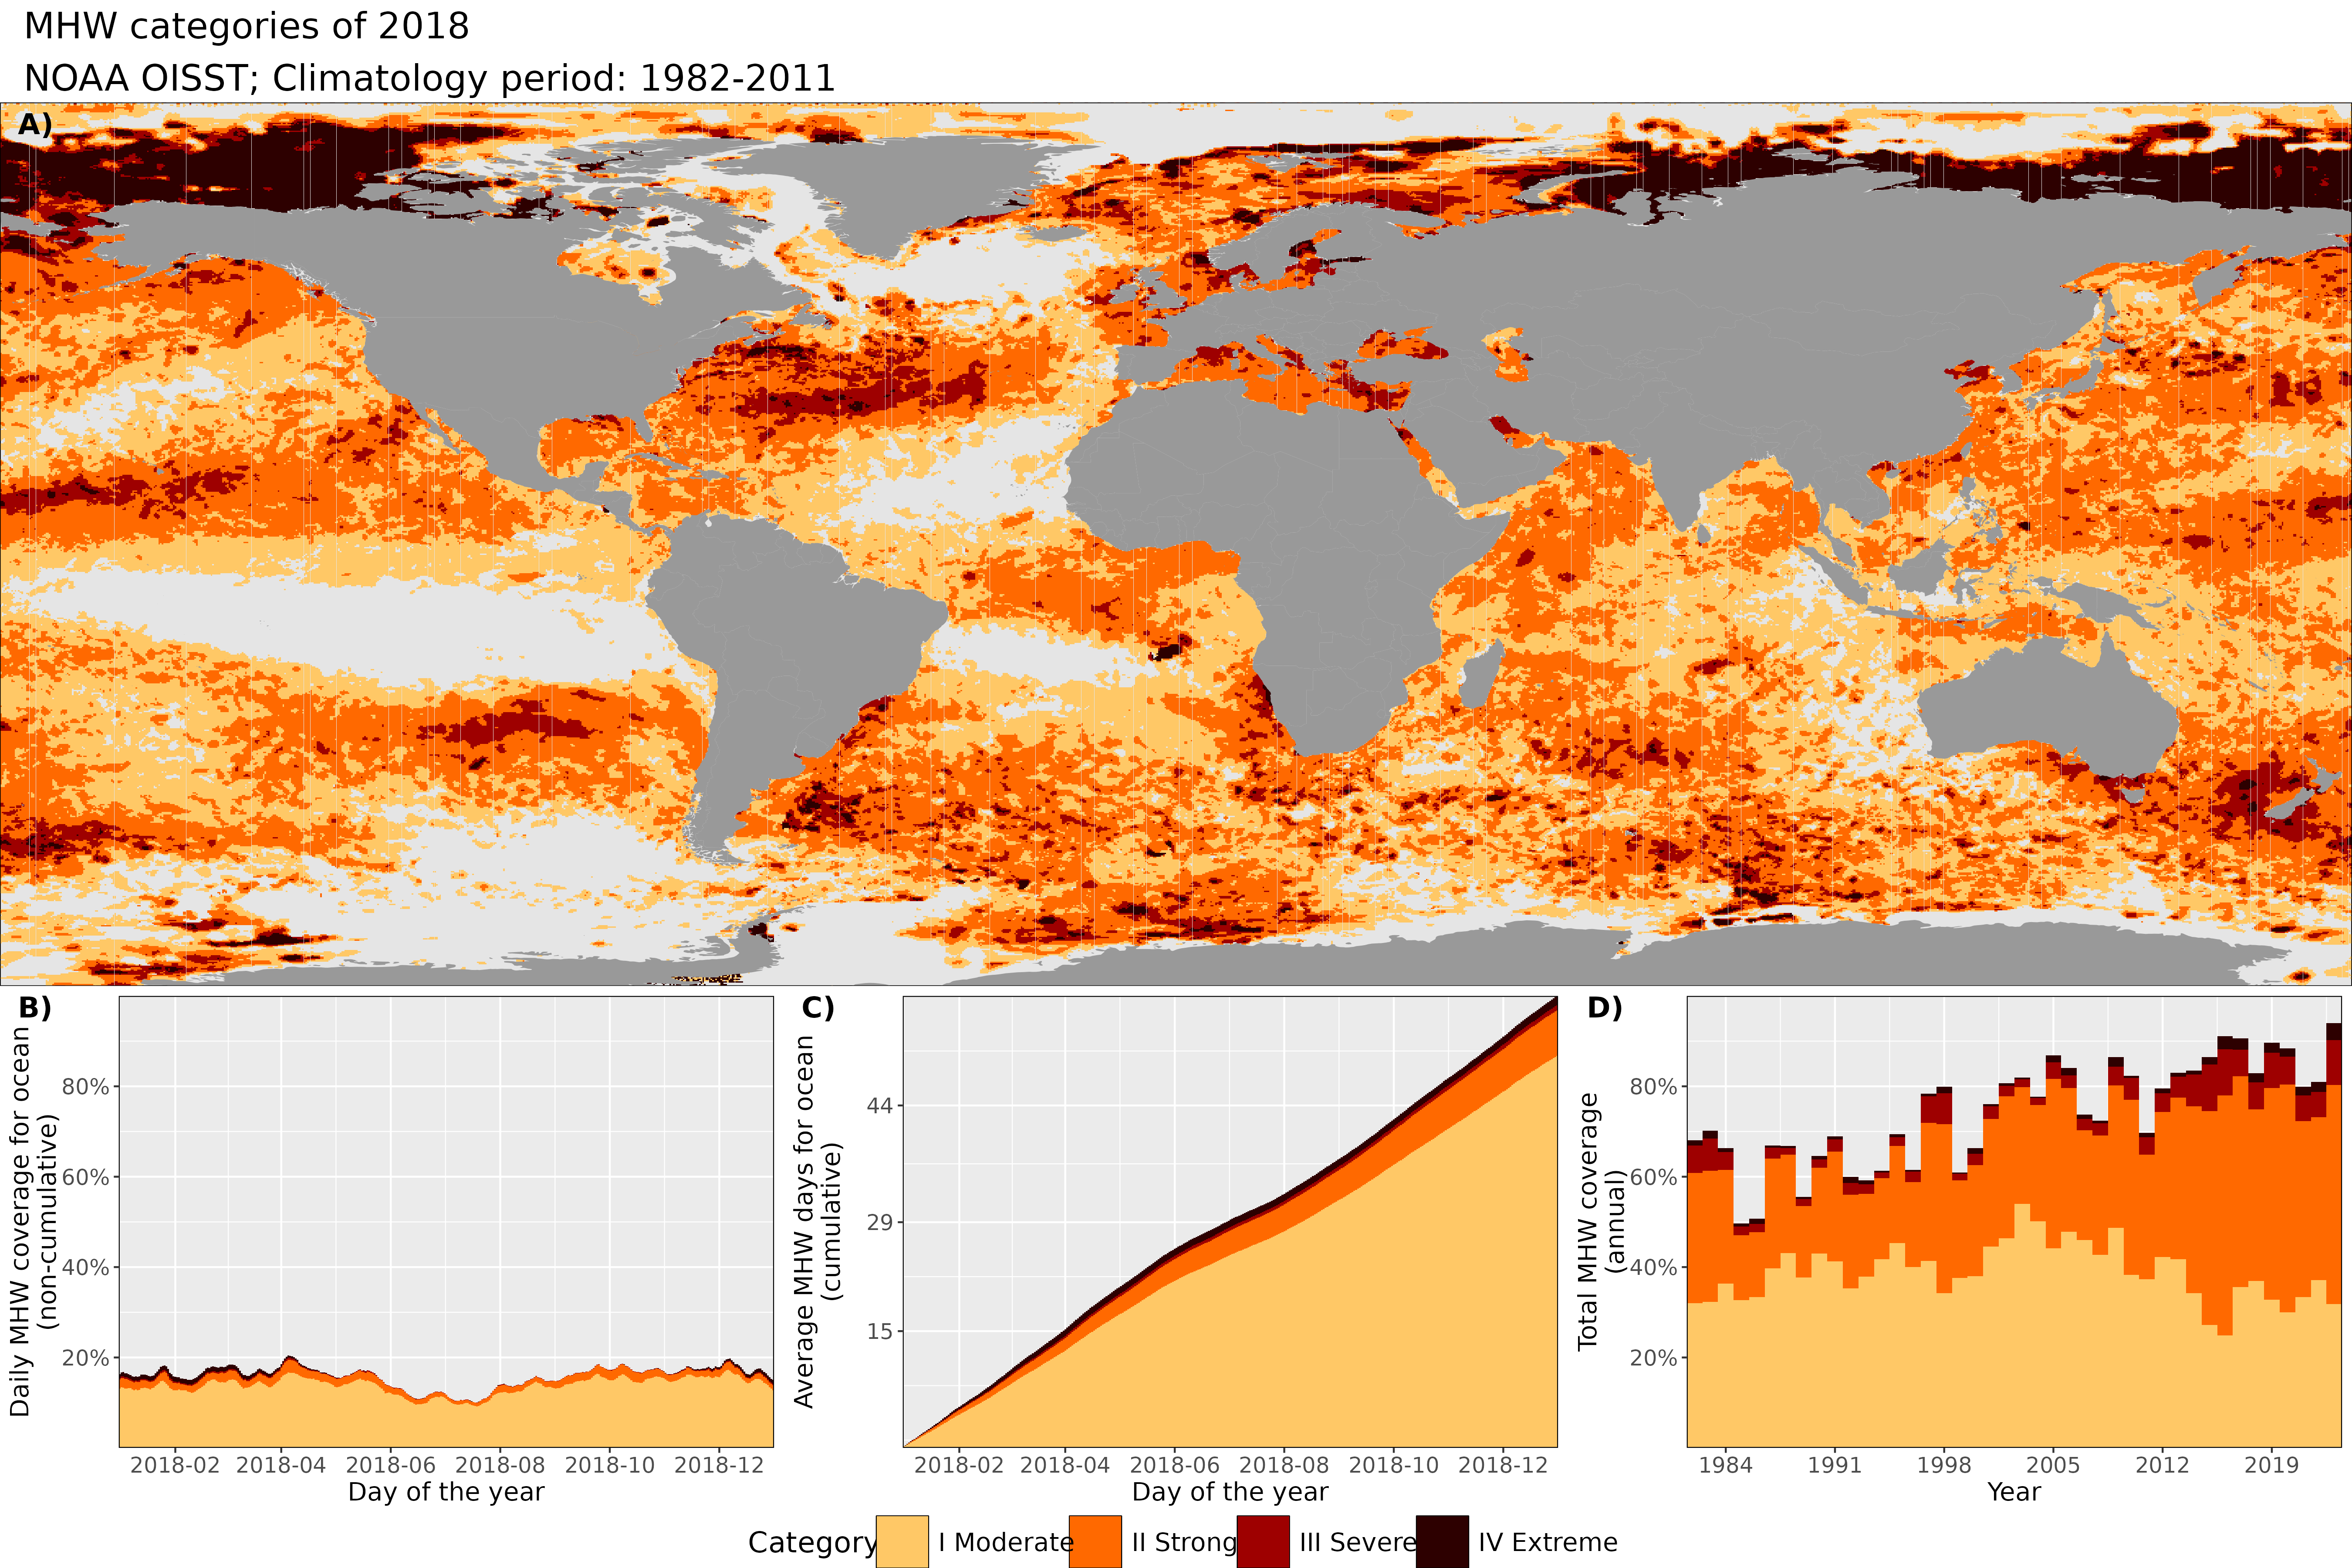 MHW categories of 2018
NOAA OISST; Climatology period: 1982-2011
A)
B)
Daily MHW coverage for ocean
(non-cumulative)
80%
60%
40%
20%
2018-02 2018-04 2018-06 2018-08 2018-10 2018-12
Day of the year
C)
Average MHW days for ocean
(cumulative)
44
29
15
2018-02 2018-04 2018-06 2018-08 2018-10 2018-12
Day of the year
D)
Total MHW coverage
(annual)
80%
60%
40%
20%
1984 1991 1998 2005 2012 2019
Year
Category I Moderate II Strong III Severe IV Extreme